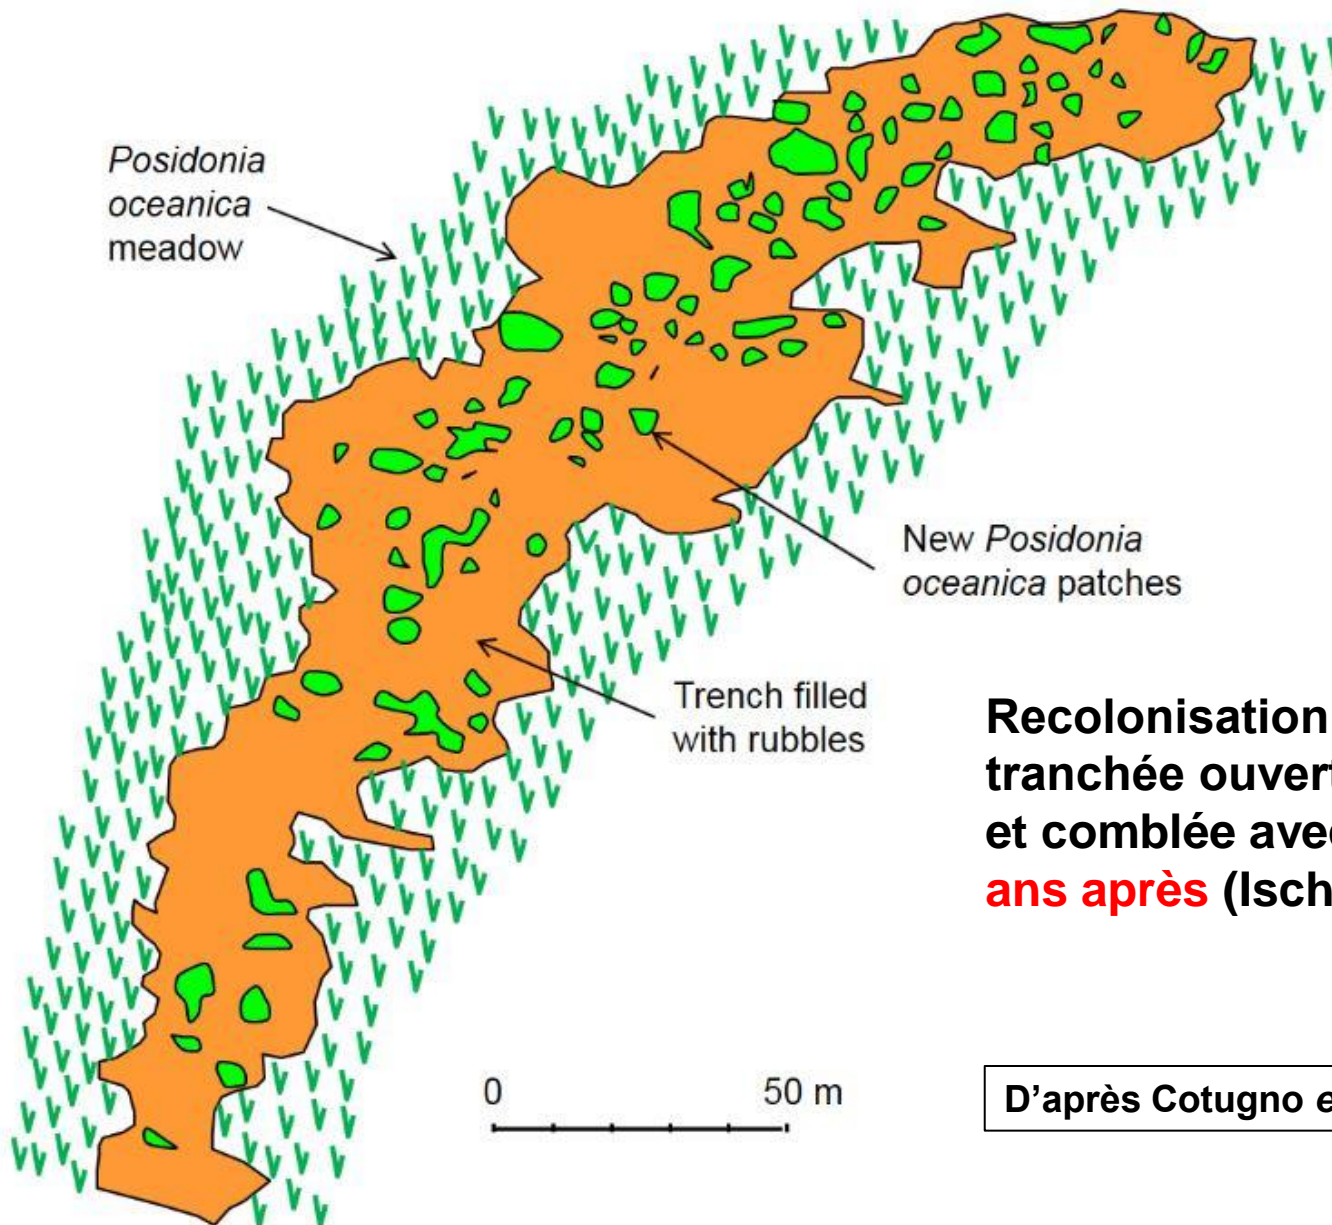 Posidonia
oceanica
meadow
New Posidonia
oceanica patches
Trench filled
with rubbles
Recolonisation
tranchée ouvert
et comblée avec
ans après (Isch
0 50 m
D’après Cotugno e